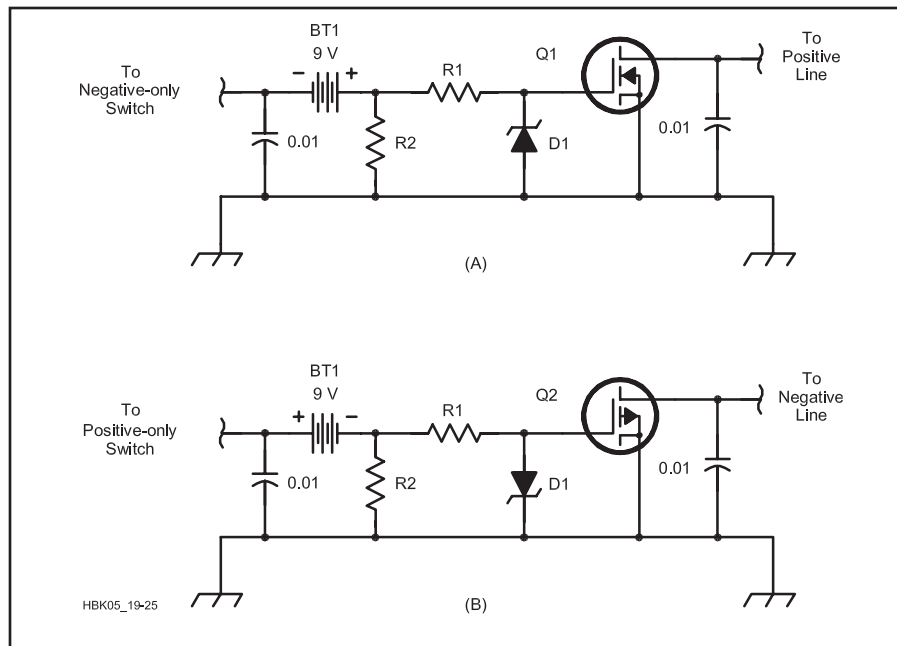 BT1
9 V
- +
To
Negative-only
Switch
0.01
R2
R1
D1
Q1
0.01
To
Positive
Line
(A)
BT1
9 V
+ -
To
Positive-only
Switch
0.01
R2
R1
D1
Q2
0.01
To
Negative
Line
HBK05_19-25
(B)